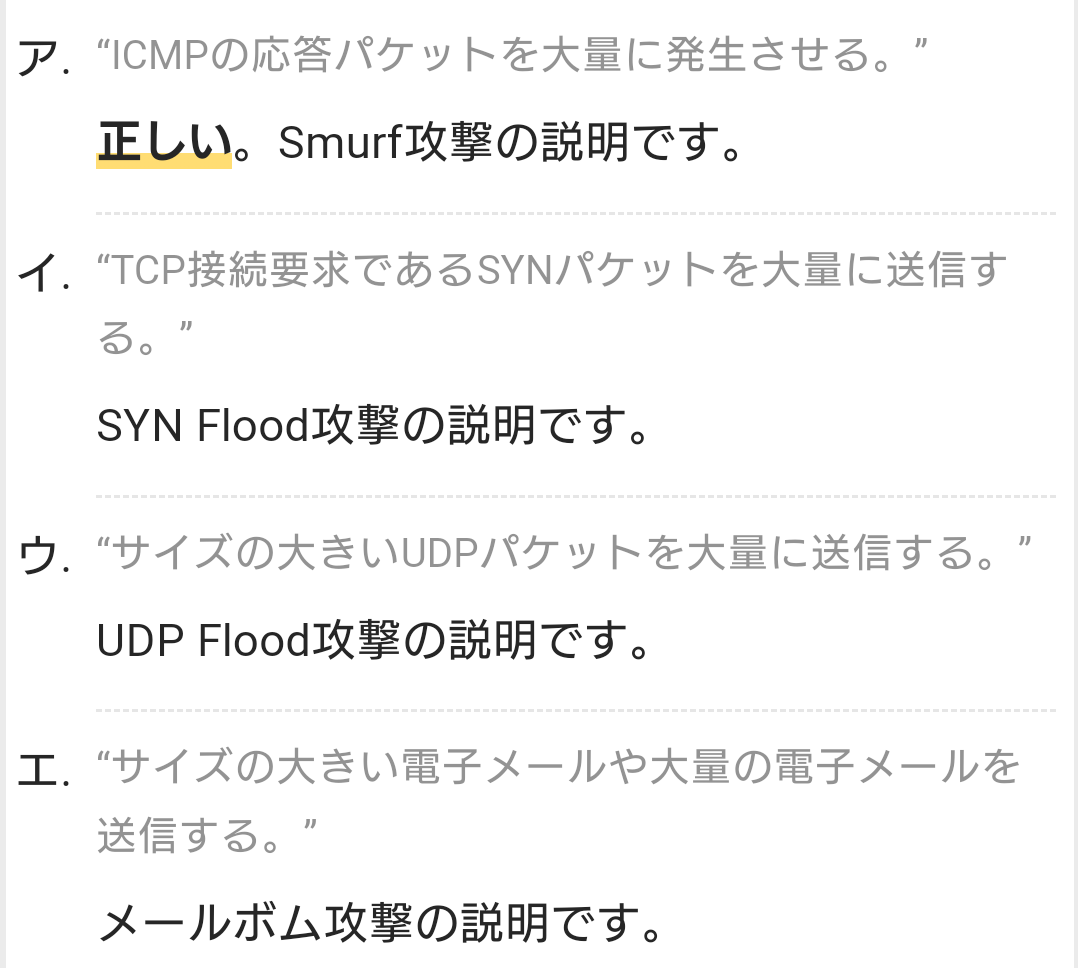 ア. “ICMPの応答パケットを大量に発生させる。”
正しい。Smurf攻撃の説明です。
イ. “TCP接続要求であるSYNパケットを大量に送信す
る。”
SYN Flood攻撃の説明です。
ウ. “サイズの大きいUDPパケットを大量に送信する。”
UDP Flood攻撃の説明です。
エ. “サイズの大きい電子メールや大量の電子メールを
送信する。”
メールボム攻撃の説明です。